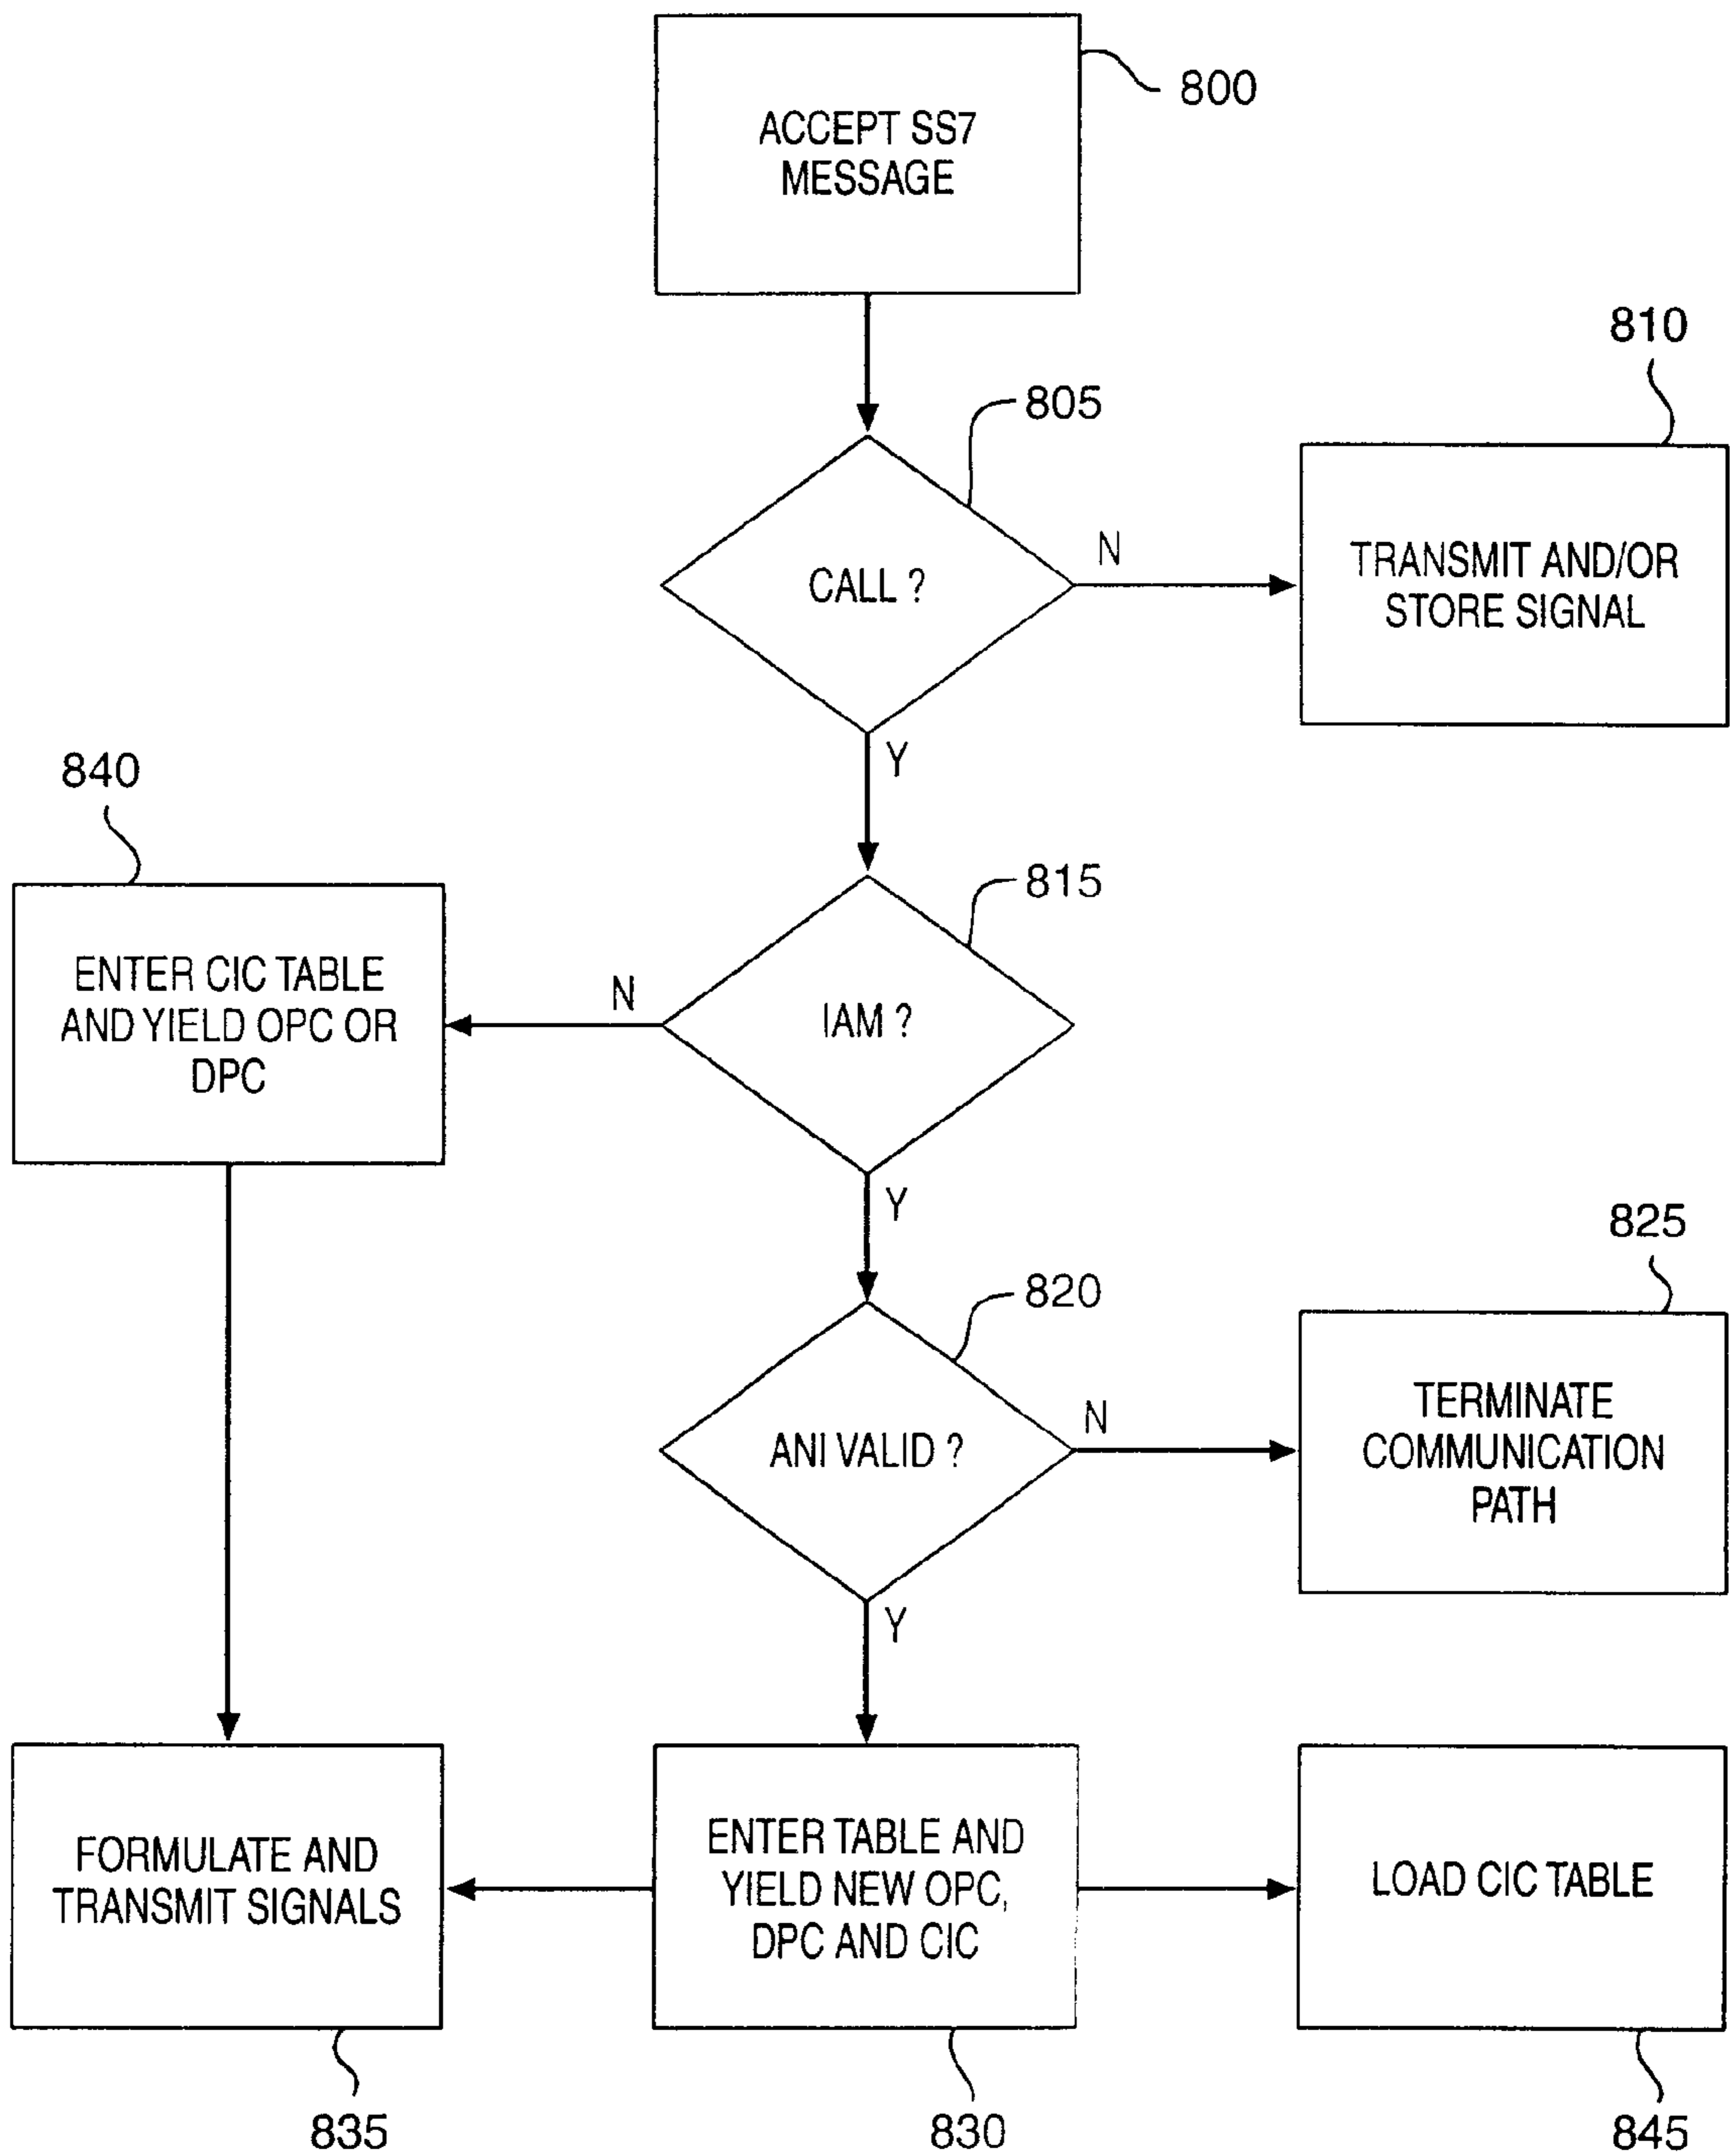 800
ACCEPT SS7
MESSAGE
810
805
CALL ?
N
TRANSMIT AND/OR
STORE SIGNAL
Y
840
815
ENTER CIC TABLE
AND YIELD OPC OR
DPC
N
IAM ?
Y
825
820
ANI VALID ?
N
TERMINATE
COMMUNICATION
PATH
Y
FORMULATE AND
TRANSMIT SIGNALS
ENTER TABLE AND
YIELD NEW OPC,
DPC AND CIC
LOAD CIC TABLE
835
830
845